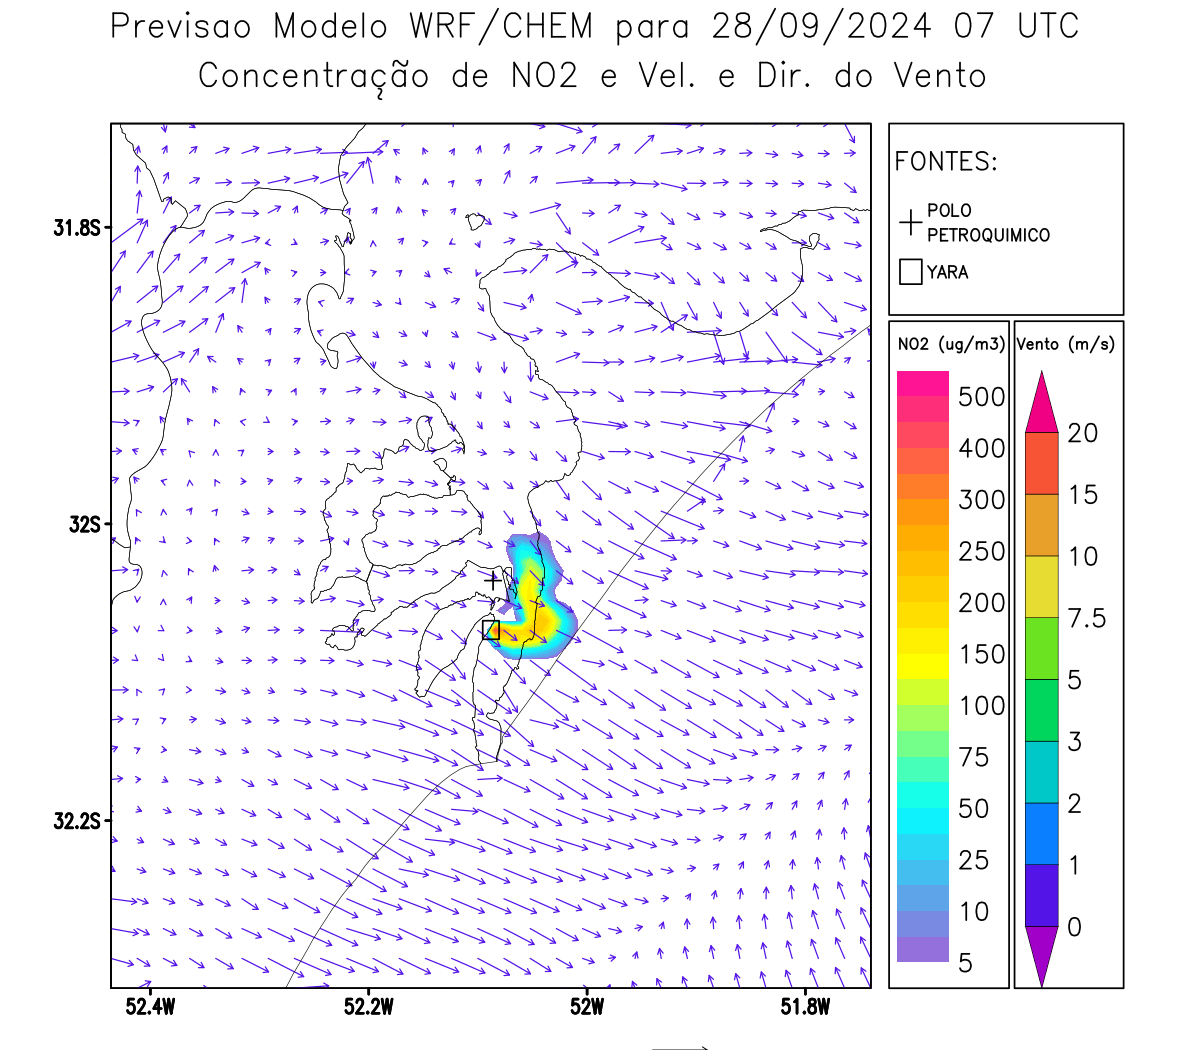 Previsao Modelo WRF/CHEM para 28/09/2024 07 UTC
Concentração de NO2 e Vel. e Dir. do Vento
FONTES:
POLO
PETROQUIMICO
YARA
NO2 (ug/m3)
500
400
300
250
200
150
100
75
50
25
10
5
Vento (m/s)
20
15
10
7.5
5
3
2
1
0
31.8S
32S
32.2S
52.4W
52.2W
52W
51.8W